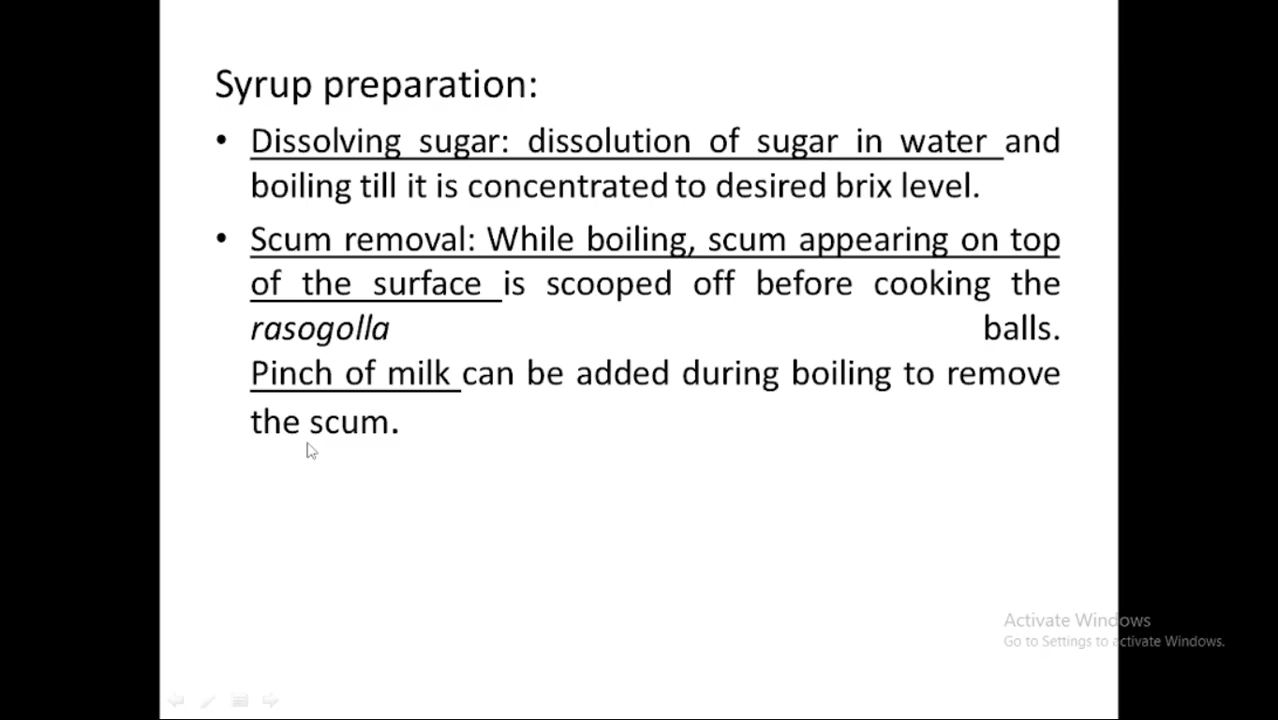 Syrup preparation:
• Dissolving sugar: dissolution of sugar in water and
boiling till it is concentrated to desired brix level.
• Scum removal: While boiling, scum appearing on top
of the surface is scooped off before cooking the
rasogolla balls.
Pinch of milk can be added during boiling to remove
the scum.
Activate Windows
Go to Settings to activate Windows.